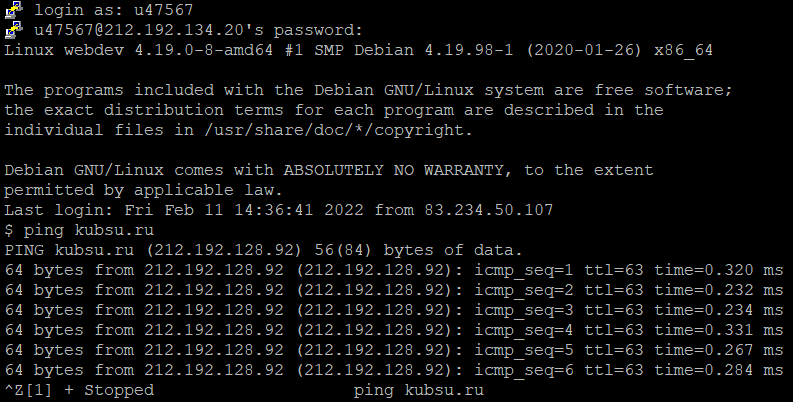 login as: u47567
u47567@212.192.134.20's password:
Linux webdev 4.19.0-8-amd64 #1 SMP Debian 4.19.98-1 (2020-01-26) x86_64
The programs included with the Debian GNU/Linux system are free software;
the exact distribution terms for each program are described in the
individual files in /usr/share/doc/*/copyright.
Debian GNU/Linux comes with ABSOLUTELY NO WARRANTY, to the extent
permitted by applicable law.
Last login: Fri Feb 11 14:36:41 2022 from 83.234.50.107
$ ping kubsu.ru
PING kubsu.ru (212.192.128.92) 56(84) bytes of data.
64 bytes from 212.192.128.92 (212.192.128.92): icmp_seq=1 ttl=63 time=0.320 ms
64 bytes from 212.192.128.92 (212.192.128.92): icmp_seq=2 ttl=63 time=0.232 ms
64 bytes from 212.192.128.92 (212.192.128.92): icmp_seq=3 ttl=63 time=0.234 ms
64 bytes from 212.192.128.92 (212.192.128.92): icmp_seq=4 ttl=63 time=0.331 ms
64 bytes from 212.192.128.92 (212.192.128.92): icmp_seq=5 ttl=63 time=0.267 ms
64 bytes from 212.192.128.92 (212.192.128.92): icmp_seq=6 ttl=63 time=0.284 ms
^Z[1] + Stopped                    ping kubsu.ru